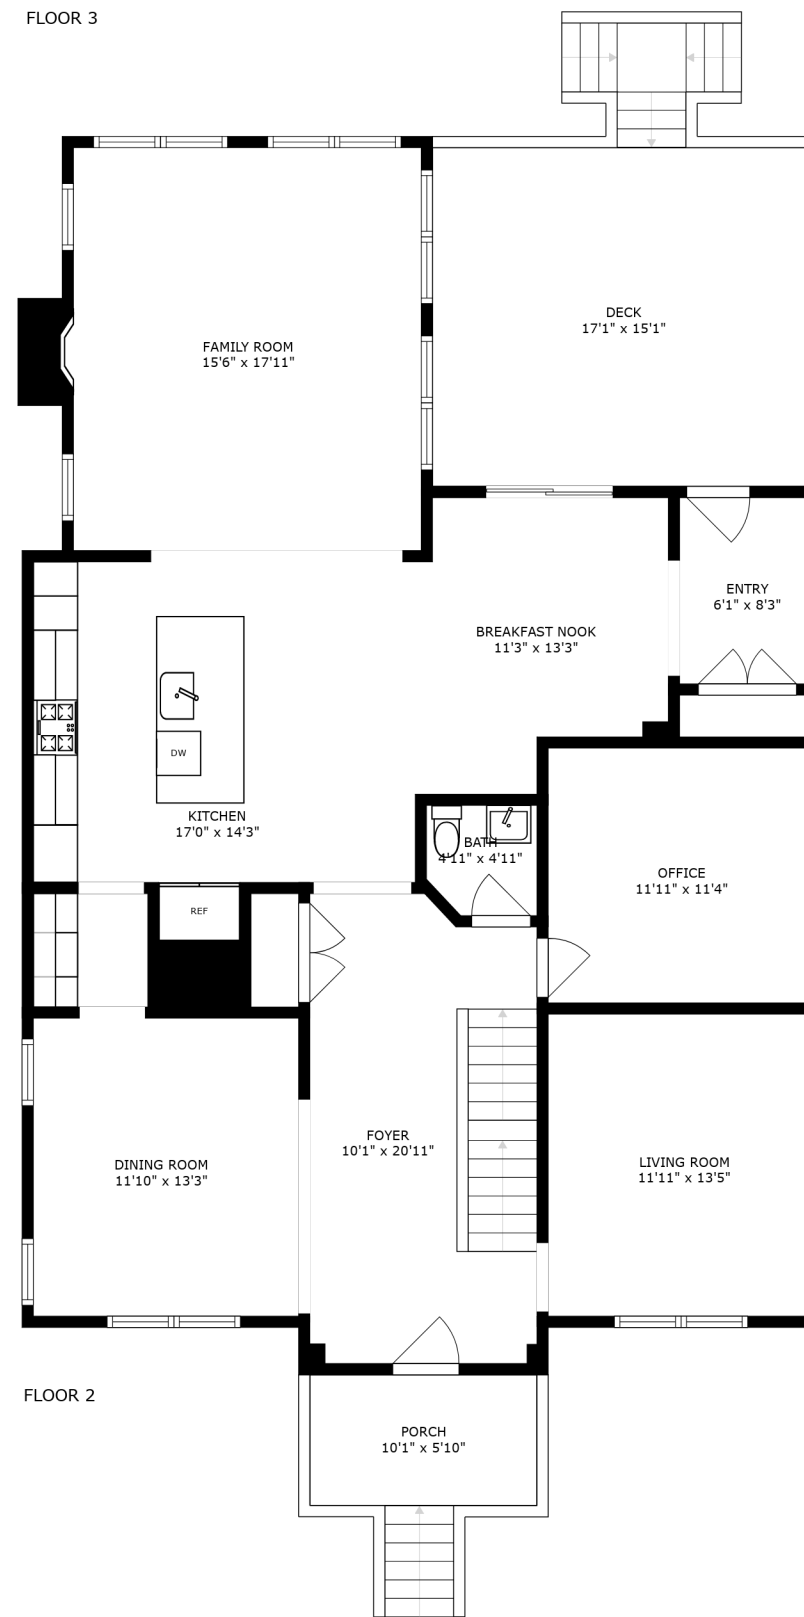 FLOOR 3
DECK
17'1" x 15'1"
FAMILY ROOM
15'6" x 17'11"
ENTRY
6'1" x 8'3"
BREAKFAST NOOK
11'3" x 13'3"
DW
KITCHEN
17'0" x 14'3"
BATH
4'11" x 4'11"
OFFICE
11'11" x 11'4"
REF
FOYER
10'1" x 20'11"
DINING ROOM
11'10" x 13'3"
LIVING ROOM
11'11" x 13'5"
FLOOR 2
PORCH
10'1" x 5'10"